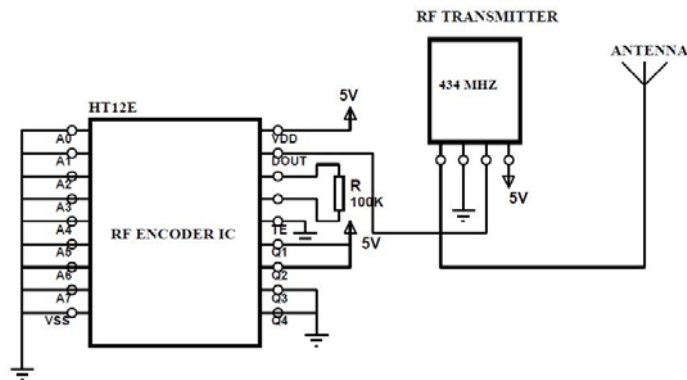 RF TRANSMITTER
ANTENNA
434 MHZ
5V
HT12E
5V
A0
A1
A2
A3
A4
A5
A6
A7
VSS
RF ENCODER IC
VDD
DOUT
TE
Q1
Q2
Q3
Q4
R
100K
5V